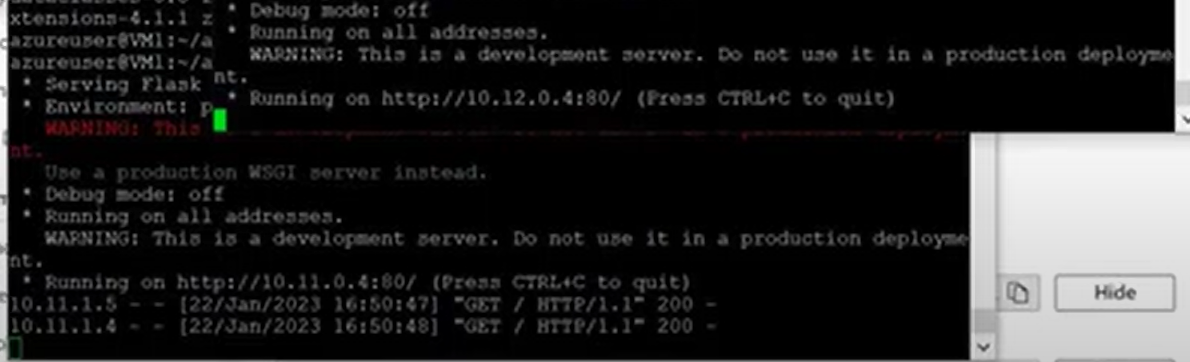 xtensions-4.1.1 z
azureuser@VM1:~/a
azureuser@VM1:~/a
* Serving Flask
* Environment: p
WARNING: This
nt.
Use a production WSGI server instead.
* Debug mode: off
* Running on all addresses.
WARNING: This is a development server. Do not use it in a production deployme
nt.
* Running on http://10.11.0.4:80/ (Press CTRL+C to quit)
10.11.1.5 - - [22/Jan/2023 16:50:47] "GET / HTTP/1.1" 200 -
10.11.1.4 - - [22/Jan/2023 16:50:48] "GET / HTTP/1.1" 200 -
* Debug mode: off
* Running on all addresses.
WARNING: This is a development server. Do not use it in a production deployme
nt.
* Running on http://10.12.0.4:80/ (Press CTRL+C to quit)
Hide